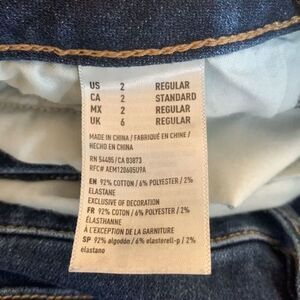 US 2 REGULAR
CA 2 STANDARD
MX 2 REGULAR
UK 6 REGULAR
MADE IN CHINA / FABRIQUÉ EN CHINE /
HECHO EN CHINA
RN 54485/CA 03873
RFC# AEM120605U9A
EN 92% COTTON / 6% POLYESTER / 2%
ELASTANE
EXCLUSIVE OF DECORATION
FR 92% COTON / 6% POLYESTER / 2%
ÉLASTHANNE
À L'EXCEPTION DE LA GARNITURE
SP 92% algodón / 6% elasterell-p / 2%
elastano